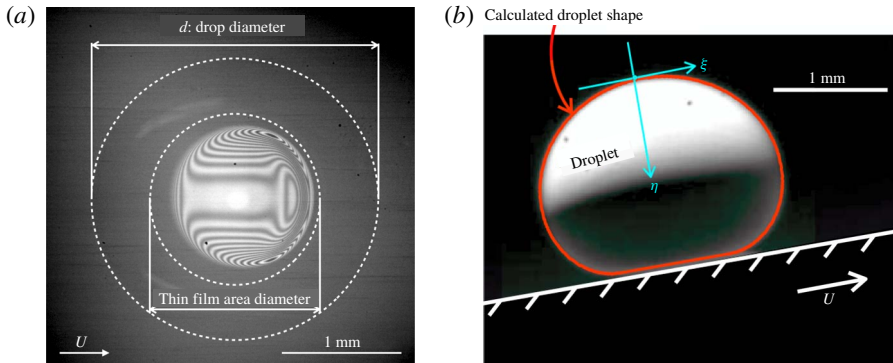 (a)
d: drop diameter
Thin film area diameter
U
1 mm
(b) Calculated droplet shape
ξ
1 mm
Droplet
η
U